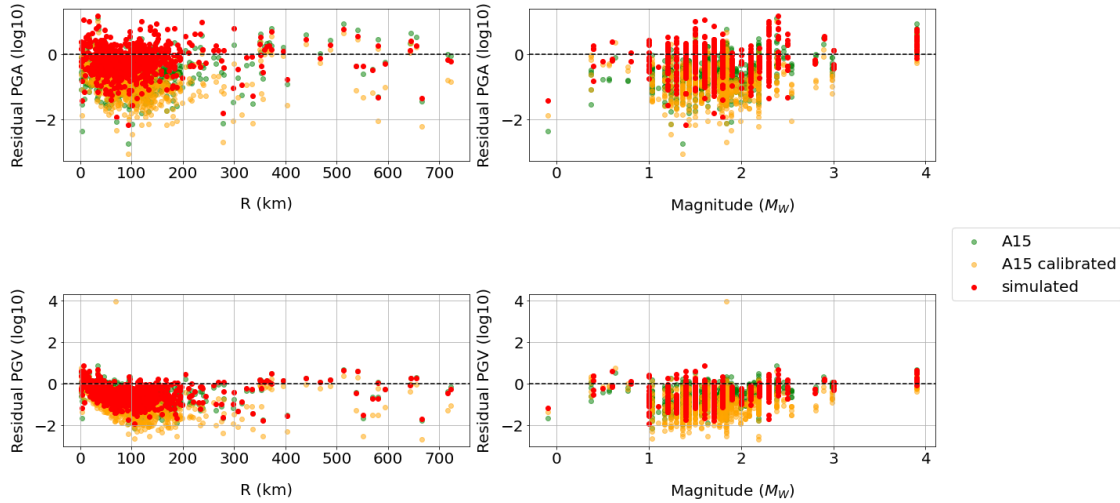 Residual PGA (log10)
0
−2
0 100 200 300 400 500 600 700
R (km)
Residual PGA (log10)
0
−2
0 1 2 3 4
Magnitude (M_W)
A15
A15 calibrated
simulated
Residual PGV (log10)
4
2
0
−2
0 100 200 300 400 500 600 700
R (km)
Residual PGV (log10)
4
2
0
−2
0 1 2 3 4
Magnitude (M_W)